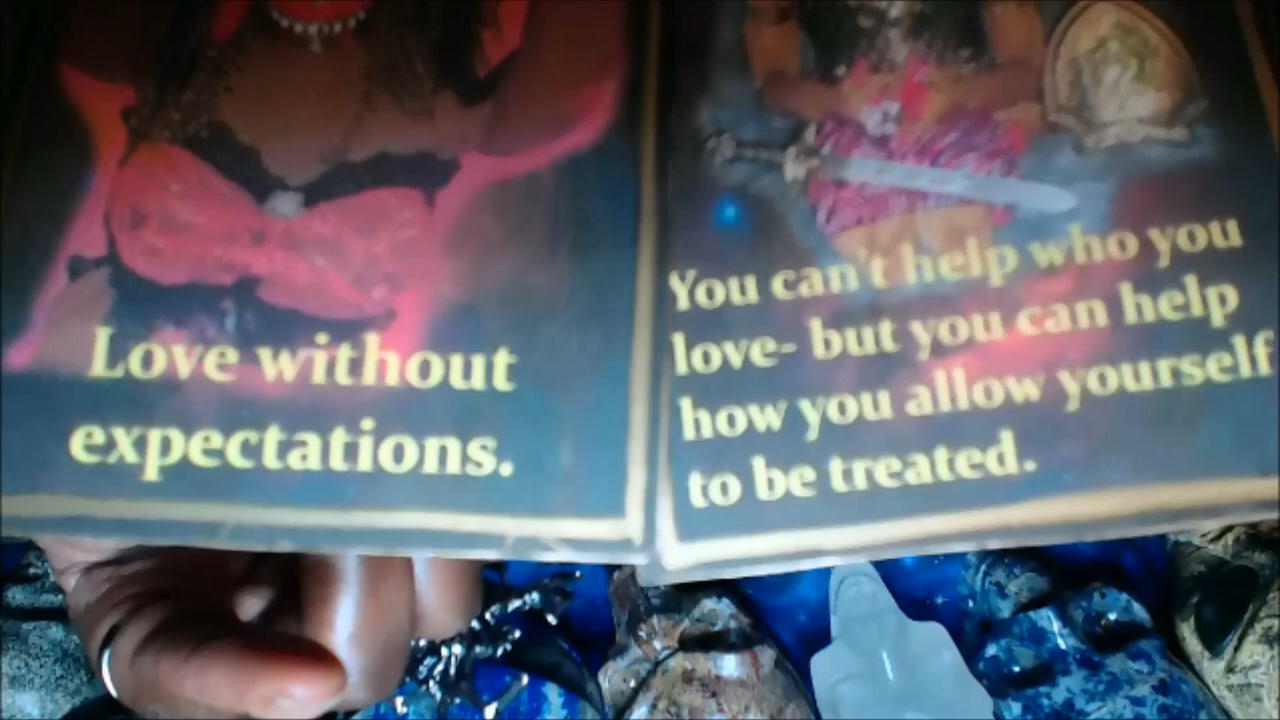 Love without
expectations.
You can't help who you
love- but you can help
how you allow yourself
to be treated.